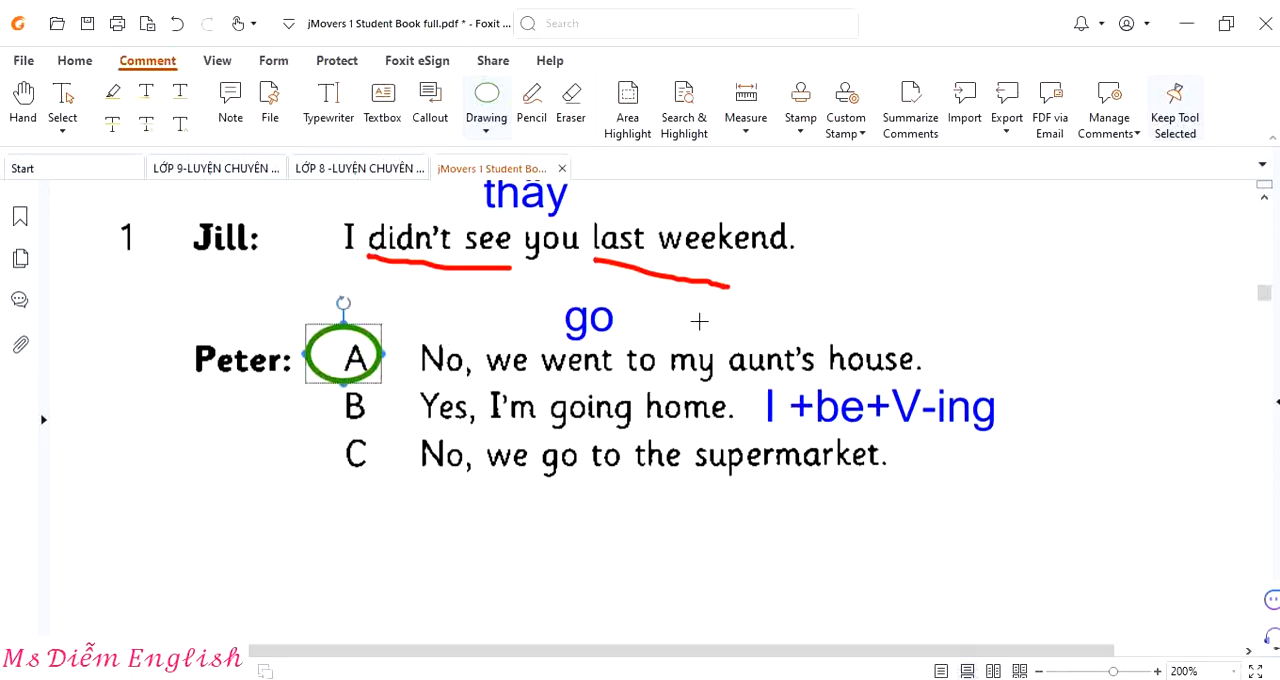 jMovers 1 Student Book full.pdf * - Foxit ...
Search
File Home Comment View Form Protect Foxit eSign Share Help
Hand Select Note File Typewriter Textbox Callout Drawing Pencil Eraser Area Highlight Search & Highlight Measure Stamp Custom Stamp Summarize Comments Import Export FDF via Email Manage Comments Keep Tool Selected
Start LỚP 9-LUYỆN CHUYÊN ... LỚP 8 -LUYỆN CHUYÊN ... jMovers 1 Student Bo...
thấy
1 Jill: I didn't see you last weekend.
go
Peter: A No, we went to my aunt's house.
B Yes, I'm going home. I +be+V-ing
C No, we go to the supermarket.
Ms Diễm English
200%